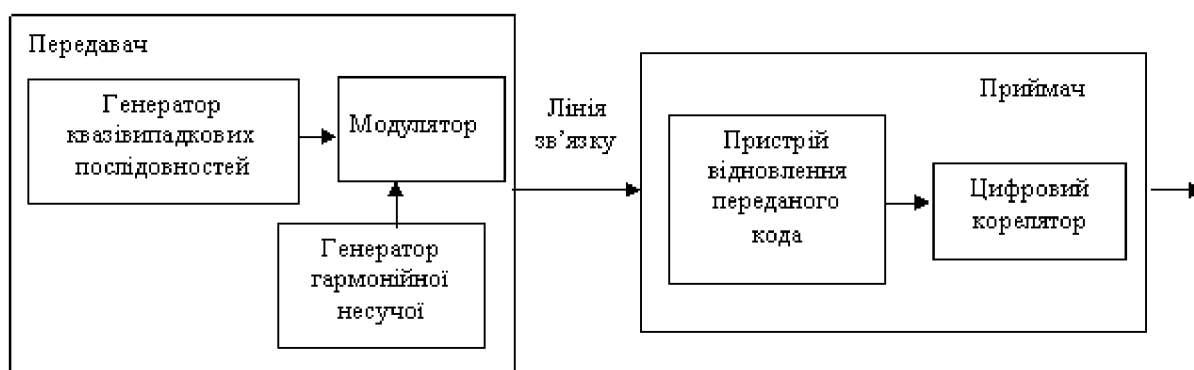 Передавач
Генератор
квазівипадкових
послідовностей
Модулятор
Генератор
гармонійної
несучої
Лінія
зв’язку
Приймач
Пристрій
відновлення
переданого
кода
Цифровий
корелятор